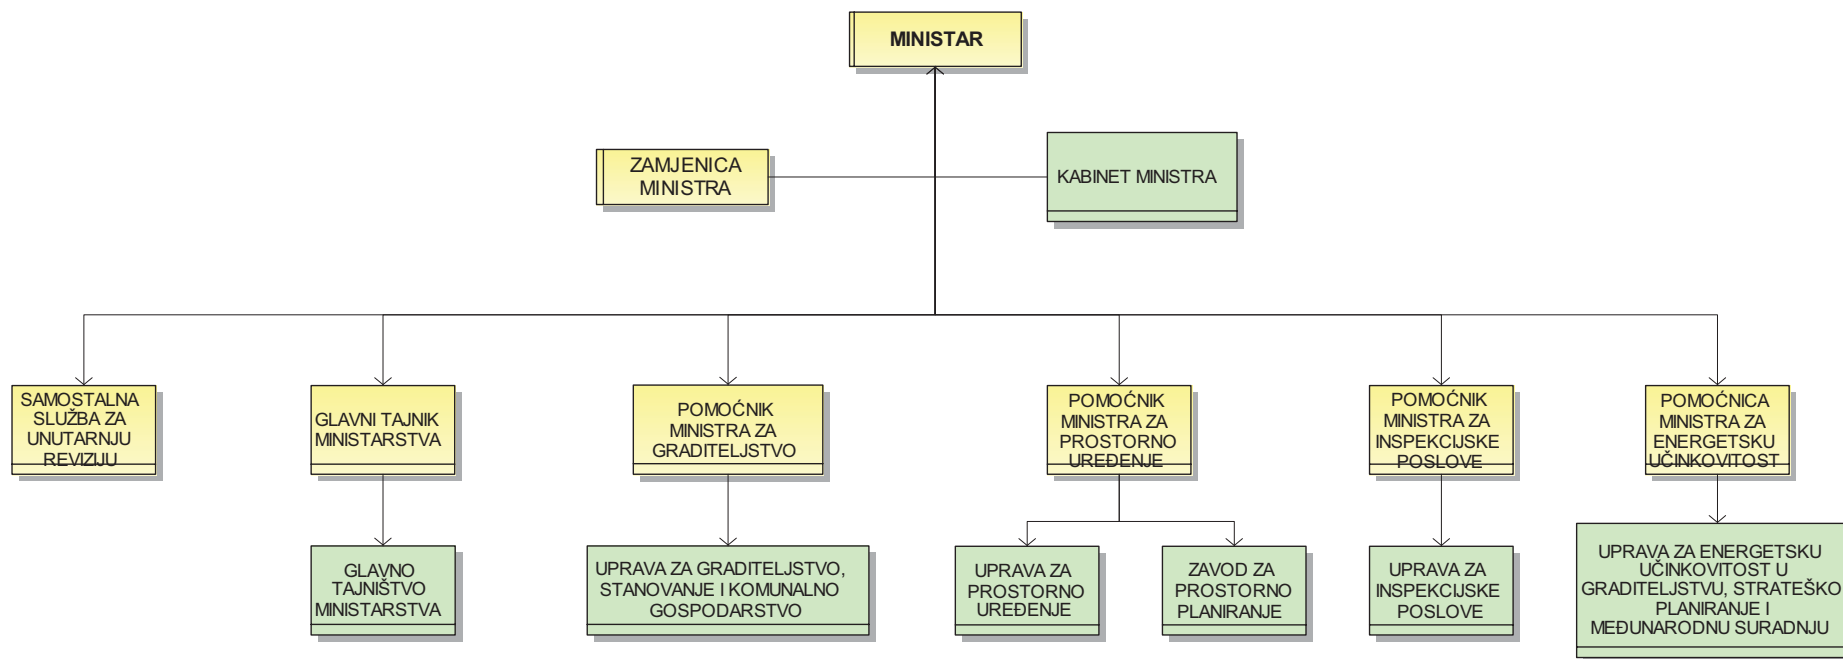 MINISTAR
ZAMJENICA
MINISTRA
KABINET MINISTRA
SAMOSTALNA
SLUŽBA ZA
UNUTARNJU
REVIZIJU
GLAVNI TAJNIK
MINISTARSTVA
POMOĆNIK
MINISTRA ZA
GRADITELJSTVO
POMOĆNIK
MINISTRA ZA
PROSTORNO
UREĐENJE
POMOĆNIK
MINISTRA ZA
INSPEKCIJSKE
POSLOVE
POMOĆNICA
MINISTRA ZA
ENERGETSKU
UČINKOVITOST
GLAVNO
TAJNIŠTVO
MINISTARSTVA
UPRAVA ZA GRADITELJSTVO,
STANOVANJE I KOMUNALNO
GOSPODARSTVO
UPRAVA ZA
PROSTORNO
UREĐENJE
ZAVOD ZA
PROSTORNO
PLANIRANJE
UPRAVA ZA
INSPEKCIJSKE
POSLOVE
UPRAVA ZA ENERGETSKU
UČINKOVITOST U
GRADITELJSTVU, STRATEŠKO
PLANIRANJE I
MEĐUNARODNU SURADNJU